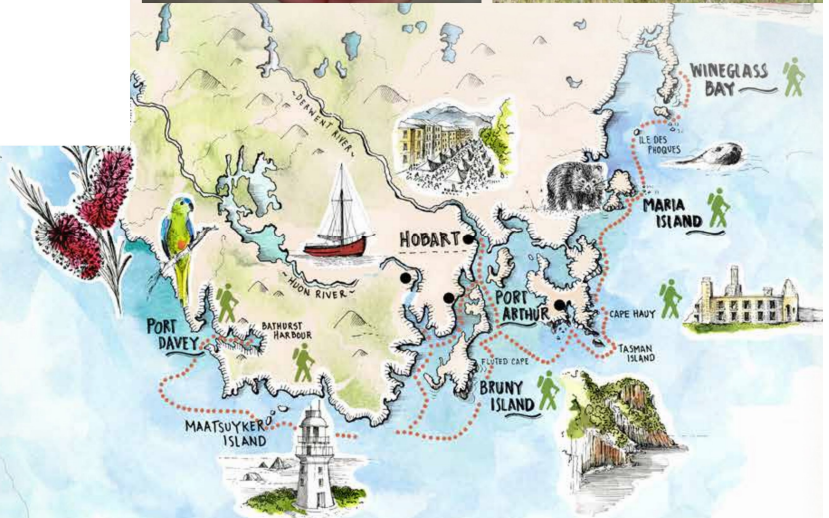 WINEGLASS
BAY
DERWENT RIVER
ILE DES
PHOQUES
MARIA
ISLAND
HOBART
HUON RIVER
PORT
ARTHUR
CAPE HAUY
PORT
DAVEY
BATHURST
HARBOUR
TASMAN
ISLAND
FLUTED CAPE
BRUNY
ISLAND
MAATSUYKER
ISLAND